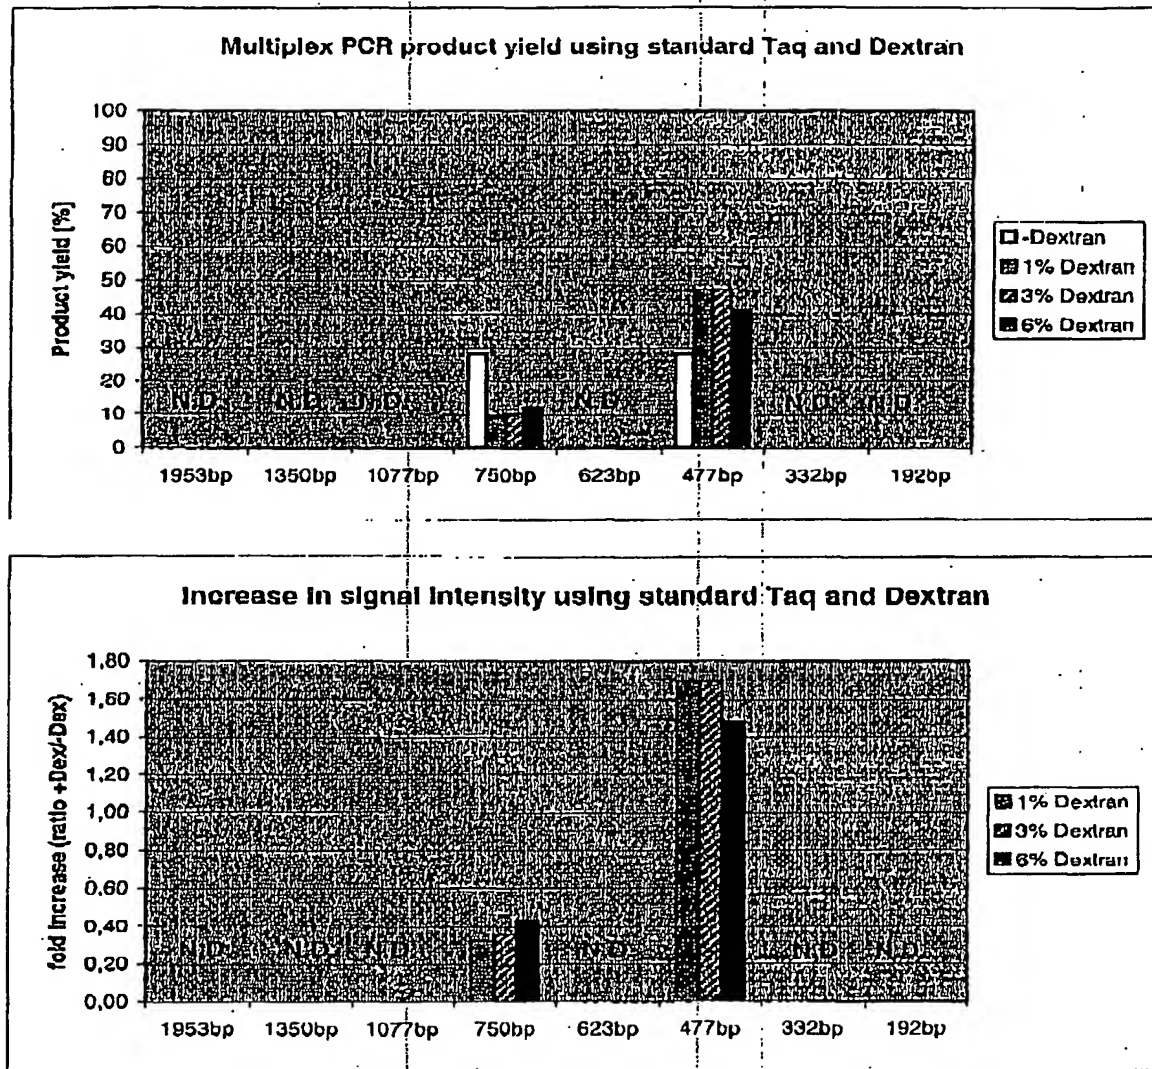 Multiplex PCR product yield using standard Taq and Dextran
100
90
80
70
60
50
40
30
20
10
0
Product yield [%]
N.D. N.D. N.D. N.D. N.D. N.D.
1953bp 1350bp 1077bp 750bp 623bp 477bp 332bp 192bp
-Dextran
1% Dextran
3% Dextran
6% Dextran
Increase in signal intensity using standard Taq and Dextran
1,80
1,60
1,40
1,20
1,00
0,80
0,60
0,40
0,20
0,00
fold increase (ratio +Dex/-Dex)
N.D. N.D. N.D. N.D. N.D. N.D.
1953bp 1350bp 1077bp 750bp 623bp 477bp 332bp 192bp
1% Dextran
3% Dextran
6% Dextran